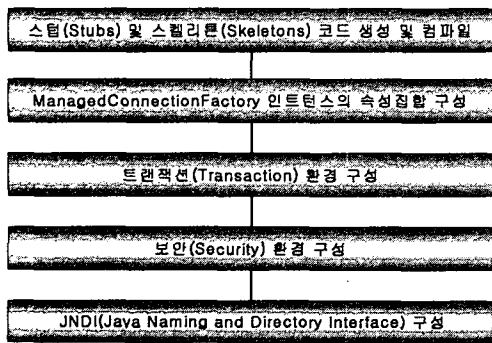 스텁(Stubs) 및 스켈리톤(Skeletons) 코드 생성 및 컴파일
ManagedConnectionFactory 인트턴스의 속성집합 구성
트랜잭션(Transaction) 환경 구성
보안(Security) 환경 구성
JNDI(Java Naming and Directory Interface) 구성